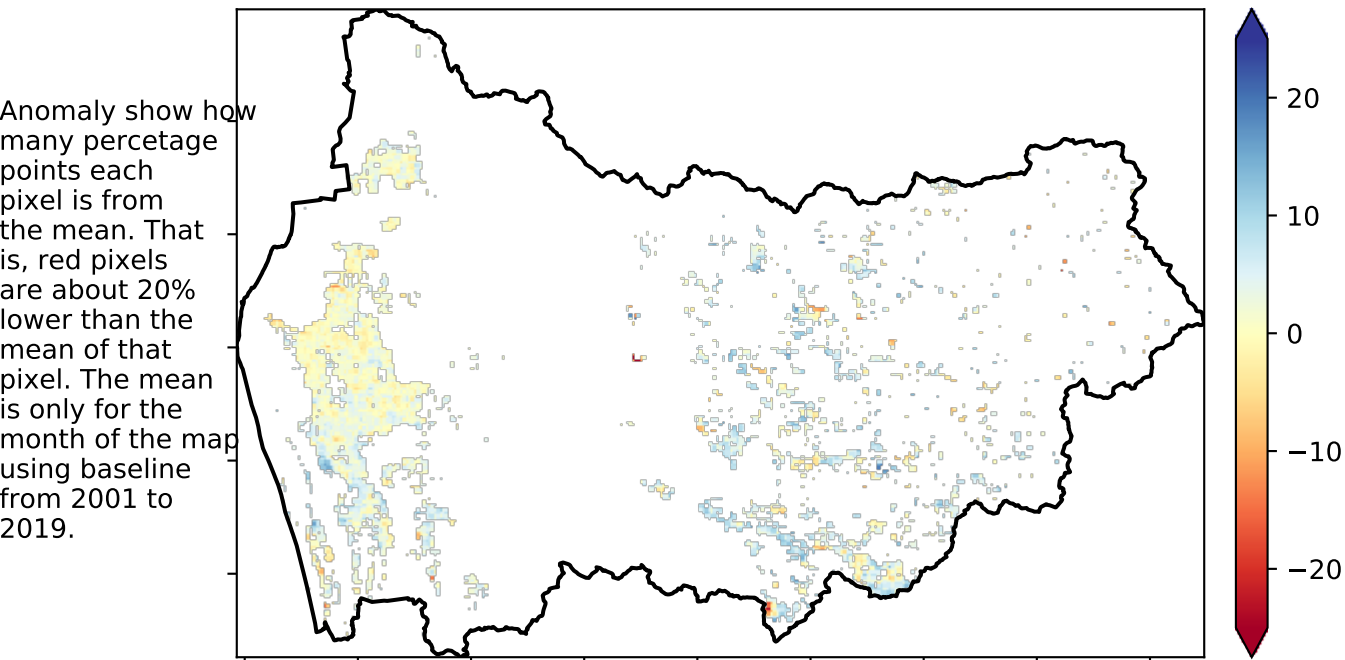 Anomaly show how
many percetage
points each
pixel is from
the mean. That
is, red pixels
are about 20%
lower than the
mean of that
pixel. The mean
is only for the
month of the map
using baseline
from 2001 to
2019.
20
10
0
−10
−20